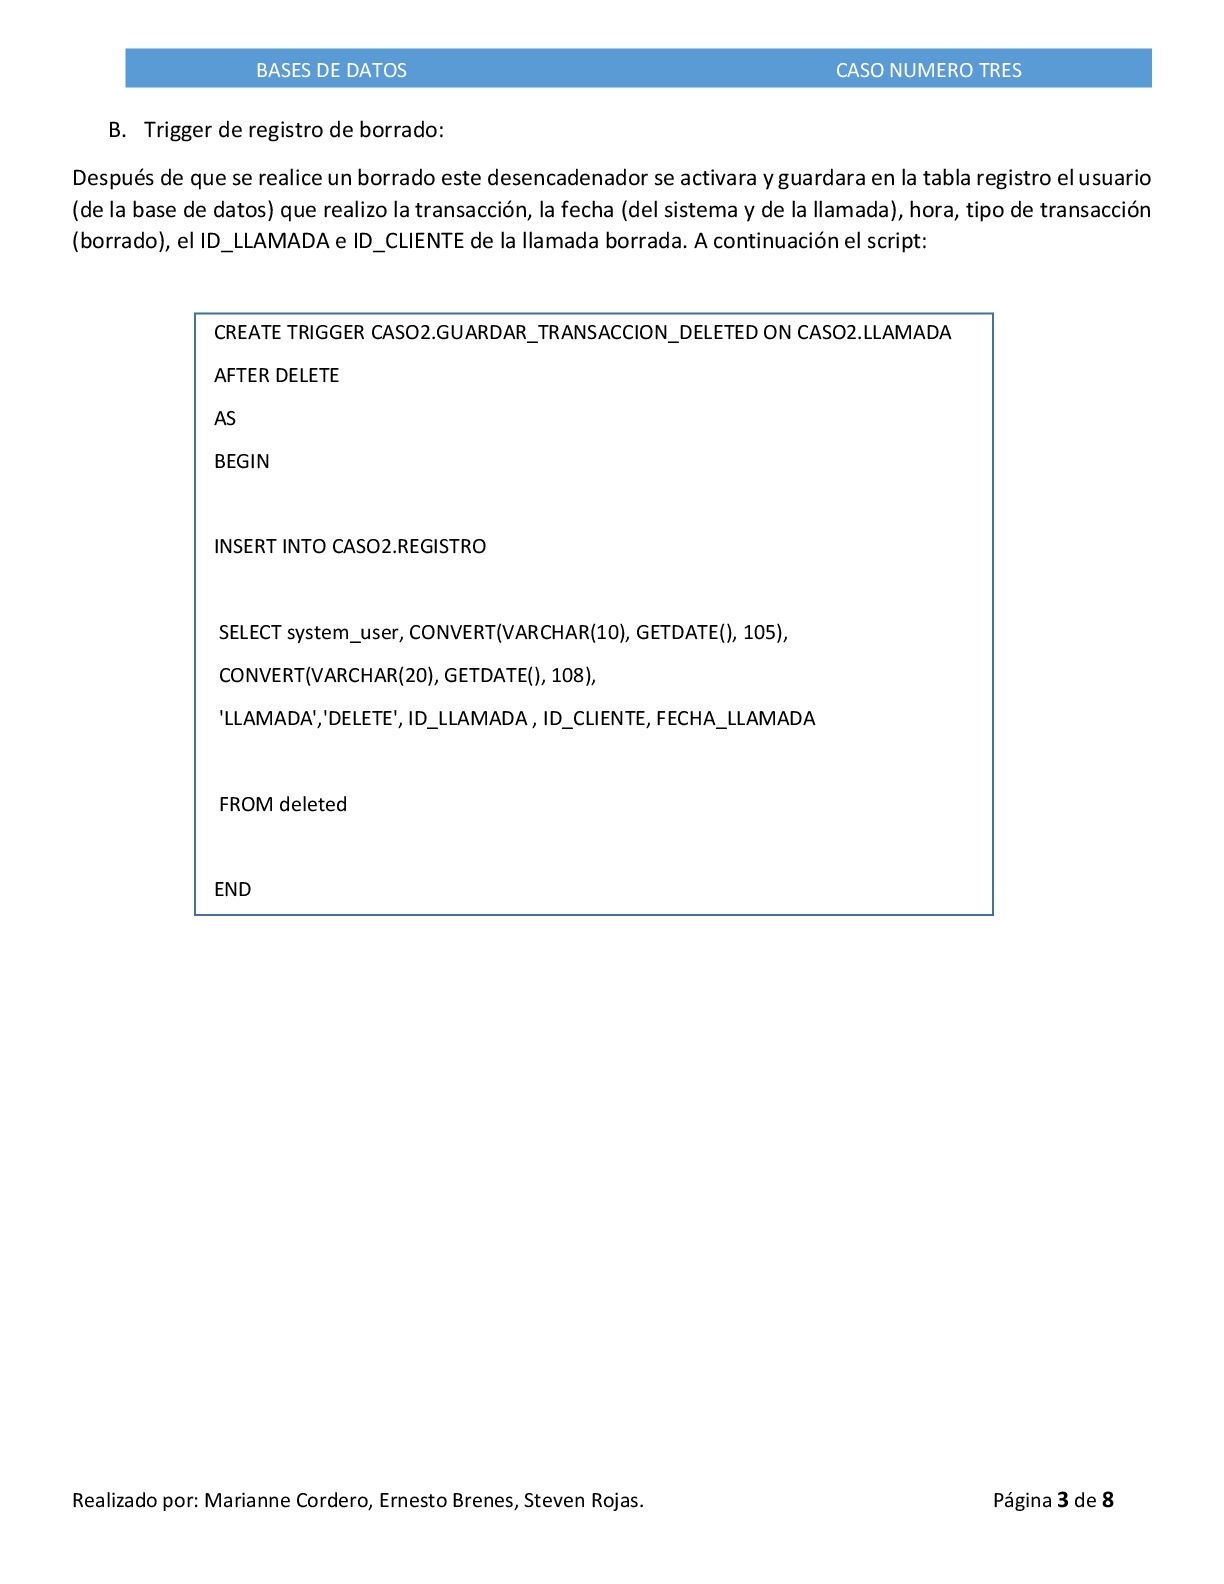 BASES DE DATOS CASO NUMERO TRES
B. Trigger de registro de borrado:
Después de que se realice un borrado este desencadenador se activara y guardara en la tabla registro el usuario
(de la base de datos) que realizo la transacción, la fecha (del sistema y de la llamada), hora, tipo de transacción
(borrado), el ID_LLAMADA e ID_CLIENTE de la llamada borrada. A continuación el script:
CREATE TRIGGER CASO2.GUARDAR_TRANSACCION_DELETED ON CASO2.LLAMADA
AFTER DELETE
AS
BEGIN
INSERT INTO CASO2.REGISTRO
SELECT system_user, CONVERT(VARCHAR(10), GETDATE(), 105),
CONVERT(VARCHAR(20), GETDATE(), 108),
'LLAMADA','DELETE', ID_LLAMADA , ID_CLIENTE, FECHA_LLAMADA
FROM deleted
END
Realizado por: Marianne Cordero, Ernesto Brenes, Steven Rojas. Página 3 de 8